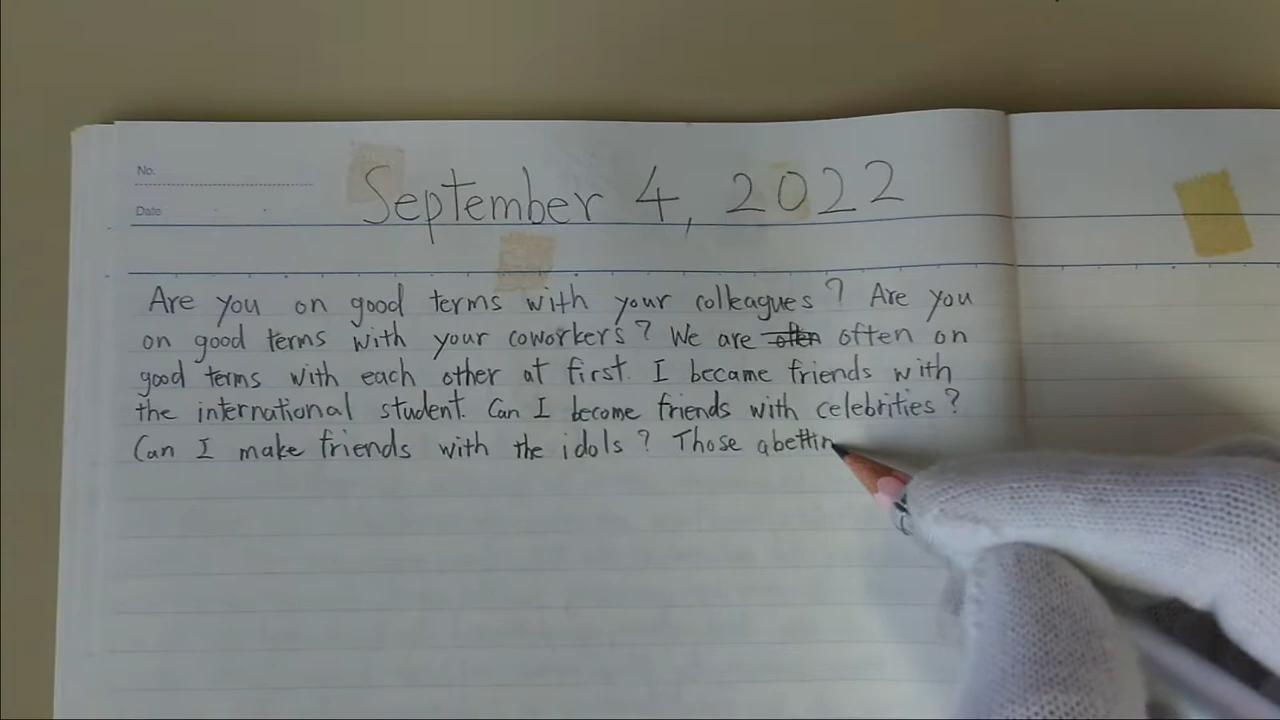 No.
Date
September 4, 2022
Are you on good terms with your colleagues? Are you
on good terms with your coworkers? We are often often on
good terms with each other at first. I became friends with
the international student. Can I become friends with celebrities?
Can I make friends with the idols? Those abettin